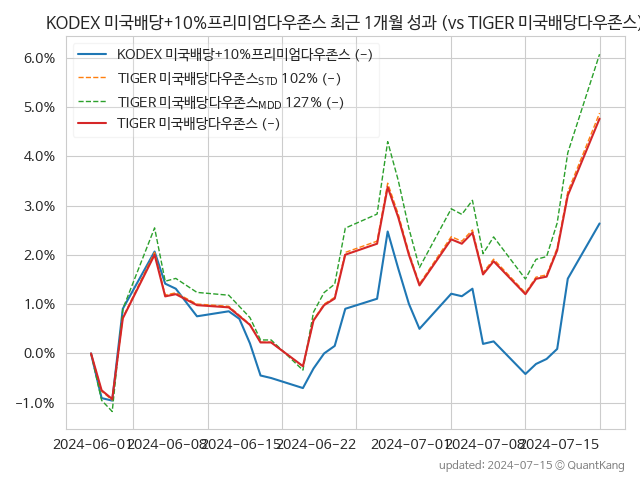 KODEX 미국배당+10%프리미엄다우존스 최근 1개월 성과 (vs TIGER 미국배당다우존스)
KODEX 미국배당+10%프리미엄다우존스 (-)
TIGER 미국배당다우존스STD 102% (-)
TIGER 미국배당다우존스MDD 127% (-)
TIGER 미국배당다우존스 (-)
6.0%
5.0%
4.0%
3.0%
2.0%
1.0%
0.0%
−1.0%
2024-06-01 2024-06-08 2024-06-15 2024-06-22 2024-07-01 2024-07-08 2024-07-15
updated: 2024-07-15 © QuantKang